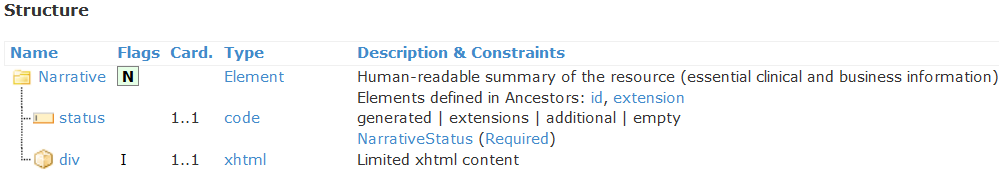 Structure
Name Flags Card. Type Description & Constraints
Narrative N Element Human-readable summary of the resource (essential clinical and business information)
Elements defined in Ancestors: id, extension
status 1..1 code generated | extensions | additional | empty
NarrativeStatus (Required)
div I 1..1 xhtml Limited xhtml content